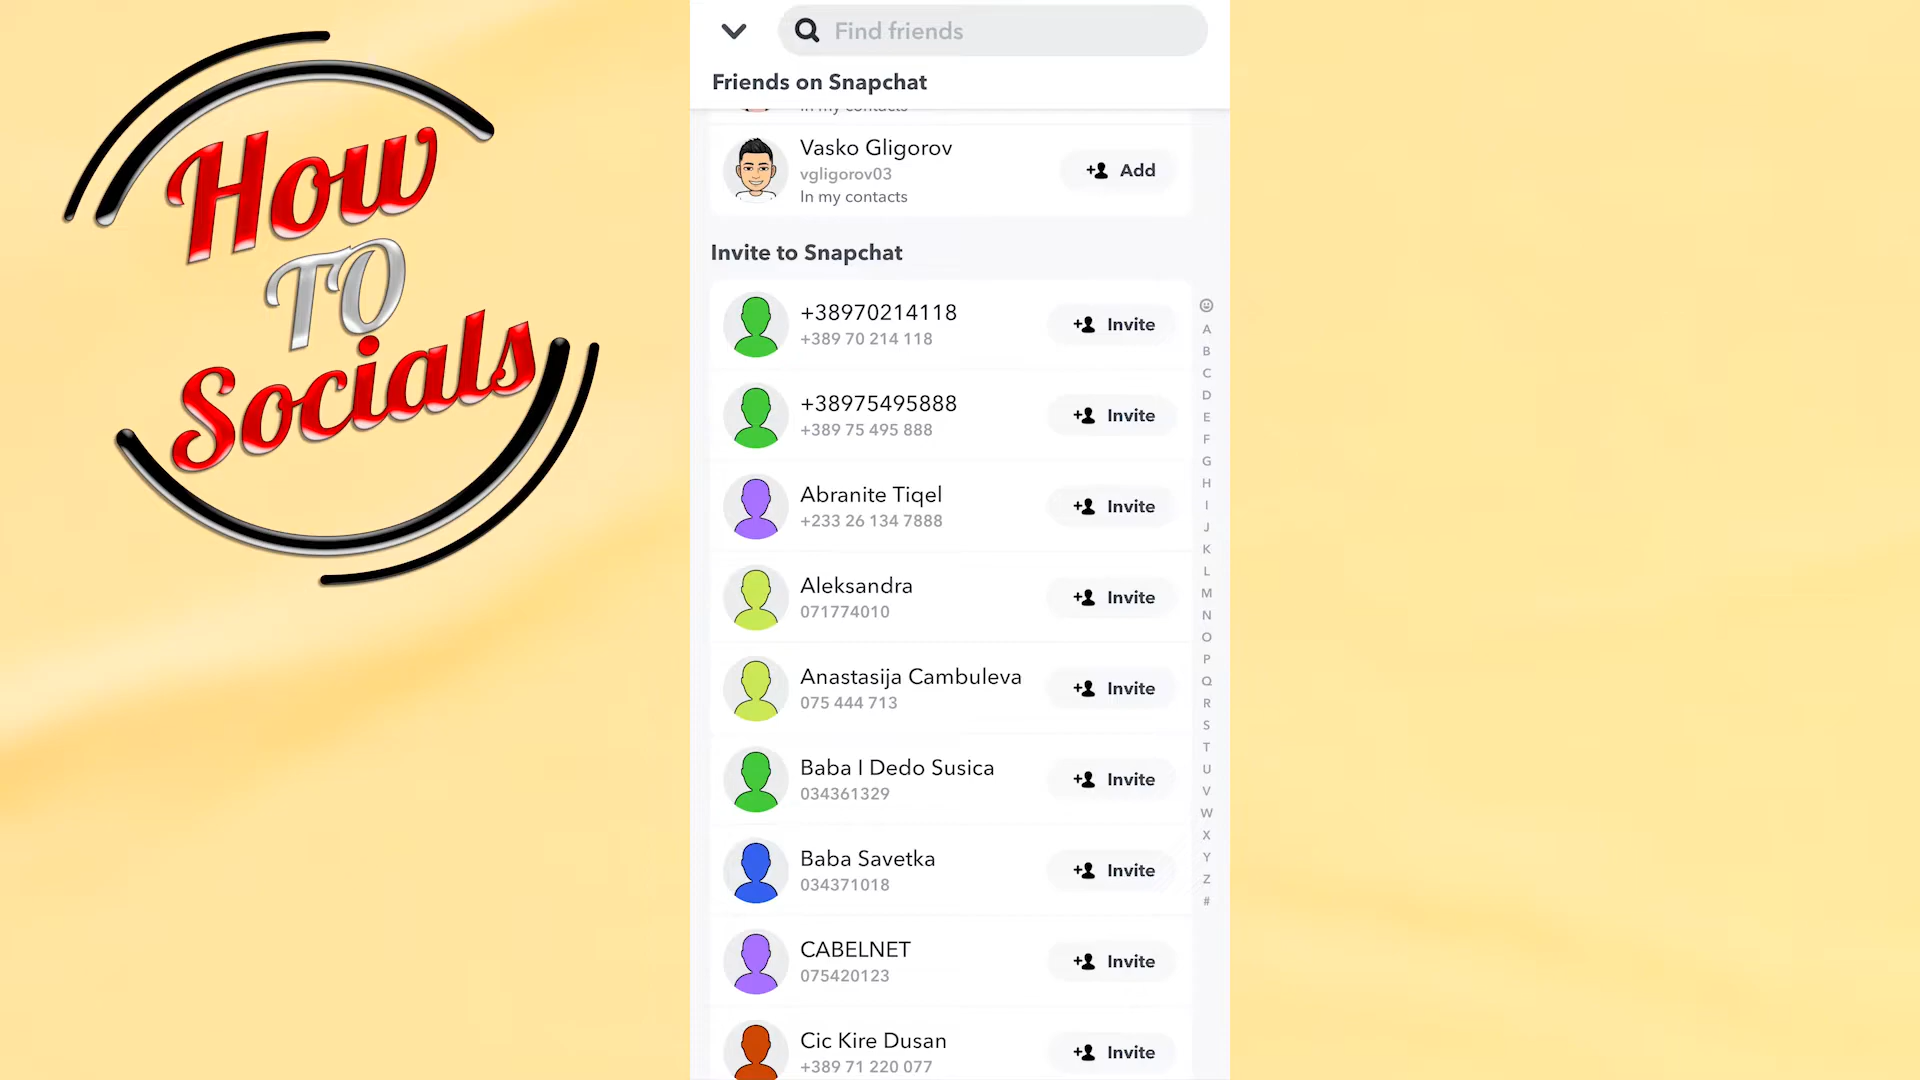 How
TO
Socials
Find friends
Friends on Snapchat
In my contacts
Vasko Gligorov
vgligorov03
In my contacts
Add
Invite to Snapchat
+38970214118
+389 70 214 118
Invite
+38975495888
+389 75 495 888
Invite
Abranite Tiqel
+233 26 134 7888
Invite
Aleksandra
071774010
Invite
Anastasija Cambuleva
075 444 713
Invite
Baba I Dedo Susica
034361329
Invite
Baba Savetka
034371018
Invite
CABELNET
075420123
Invite
Cic Kire Dusan
+389 71 220 077
Invite
A
B
C
D
E
F
G
H
I
J
K
L
M
N
O
P
Q
R
S
T
U
V
W
X
Y
Z
#